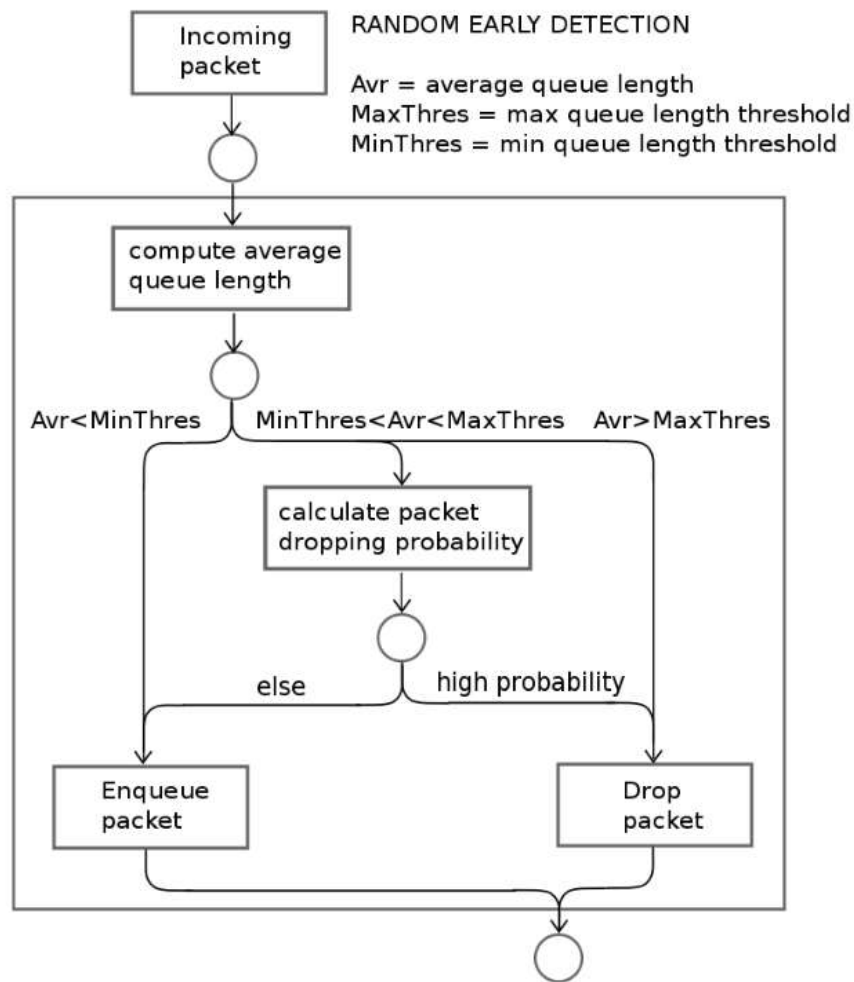 Incoming
packet
RANDOM EARLY DETECTION
Avr = average queue length
MaxThres = max queue length threshold
MinThres = min queue length threshold
compute average
queue length
Avr<MinThres
MinThres<Avr<MaxThres
Avr>MaxThres
calculate packet
dropping probability
else
high probability
Enqueue
packet
Drop
packet